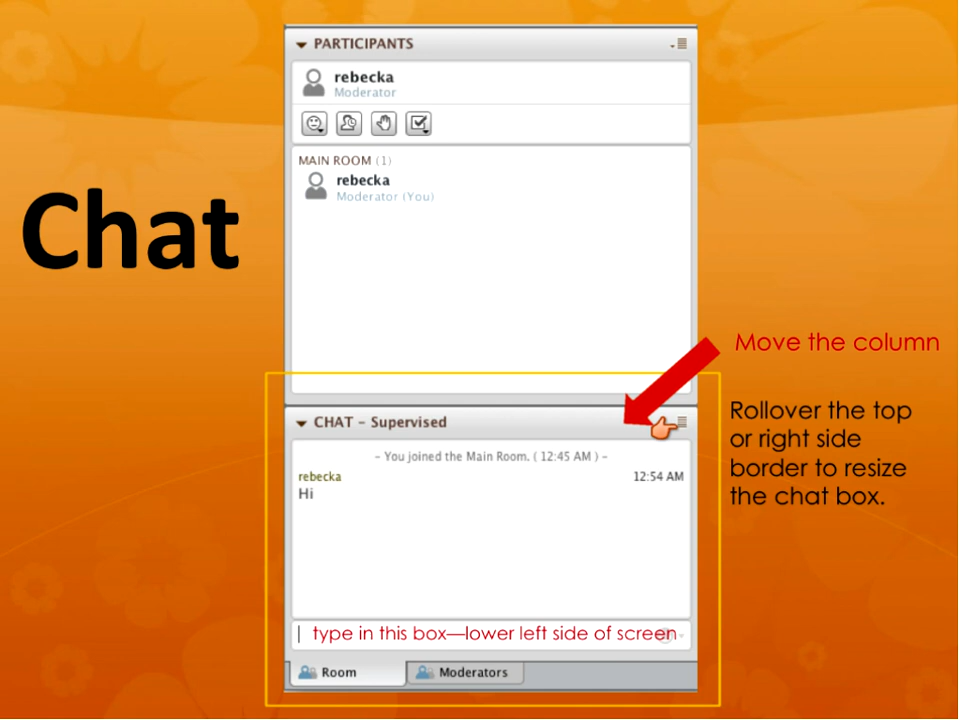 PARTICIPANTS
rebecka
Moderator
MAIN ROOM (1)
rebecka
Moderator (You)
Chat
Move the column
Rollover the top
or right side
border to resize
the chat box.
CHAT – Supervised
– You joined the Main Room. ( 12:45 AM ) –
rebecka 12:54 AM
Hi
type in this box—lower left side of screen
Room Moderators